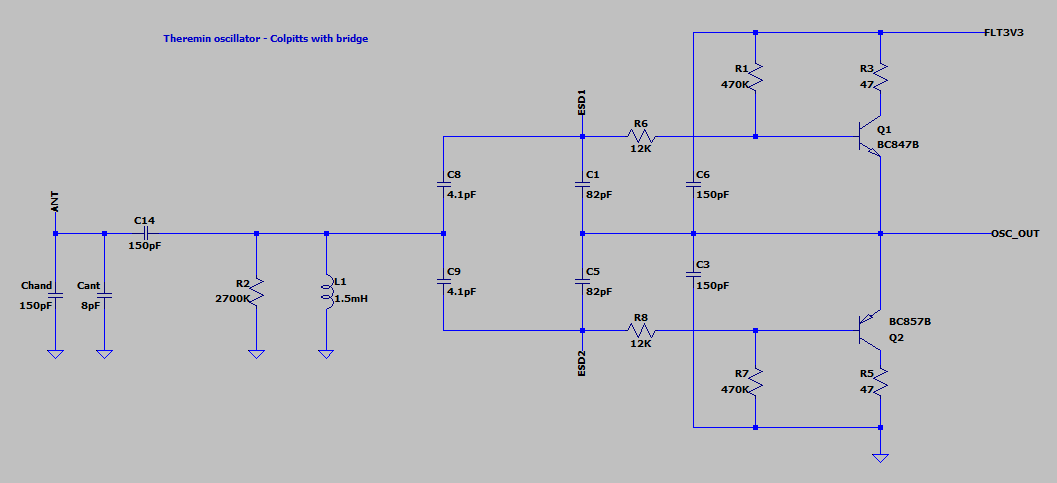 Theremin oscillator - Colpitts with bridge
FLT3V3
R1
470K
R3
47
ESD1
R6
12K
Q1
BC847B
C8
4.1pF
C1
82pF
C6
150pF
ANT
C14
150pF
OSC_OUT
Chand
150pF
Cant
8pF
R2
2700K
L1
1.5mH
C9
4.1pF
C5
82pF
C3
150pF
R8
12K
BC857B
Q2
ESD2
R7
470K
R5
47